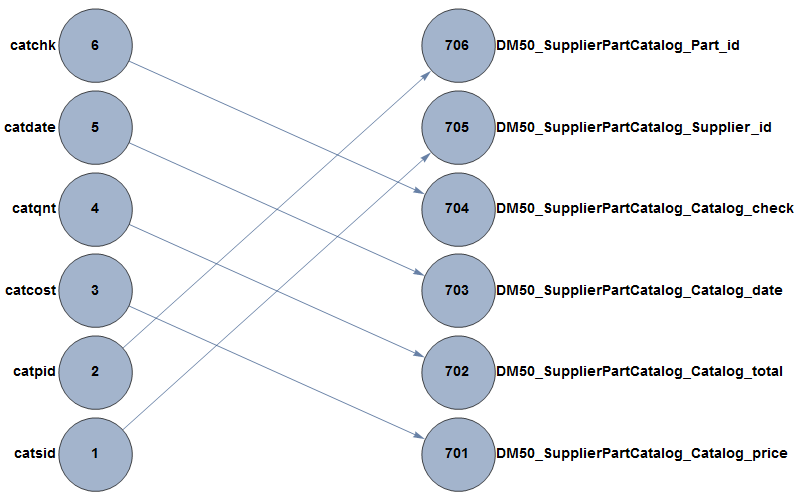 catchk 6 706 DM50_SupplierPartCatalog_Part_id
catdate 5 705 DM50_SupplierPartCatalog_Supplier_id
catqnt 4 704 DM50_SupplierPartCatalog_Catalog_check
catcost 3 703 DM50_SupplierPartCatalog_Catalog_date
catpid 2 702 DM50_SupplierPartCatalog_Catalog_total
catsid 1 701 DM50_SupplierPartCatalog_Catalog_price